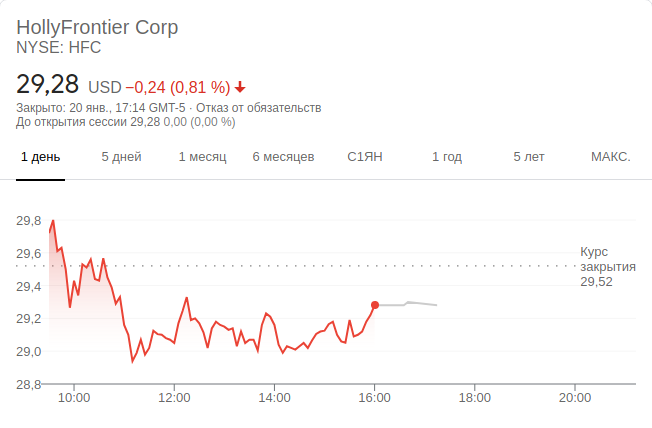 HollyFrontier Corp
NYSE: HFC
29,28 USD −0,24 (0,81 %)
Закрыто: 20 янв., 17:14 GMT-5 · Отказ от обязательств
До открытия сессии 29,28 0,00 (0,00 %)
1 день 5 дней 1 месяц 6 месяцев С1ЯН 1 год 5 лет МАКС.
29,8
29,6
29,4
29,2
29,0
28,8
Курс
закрытия
29,52
10:00 12:00 14:00 16:00 18:00 20:00